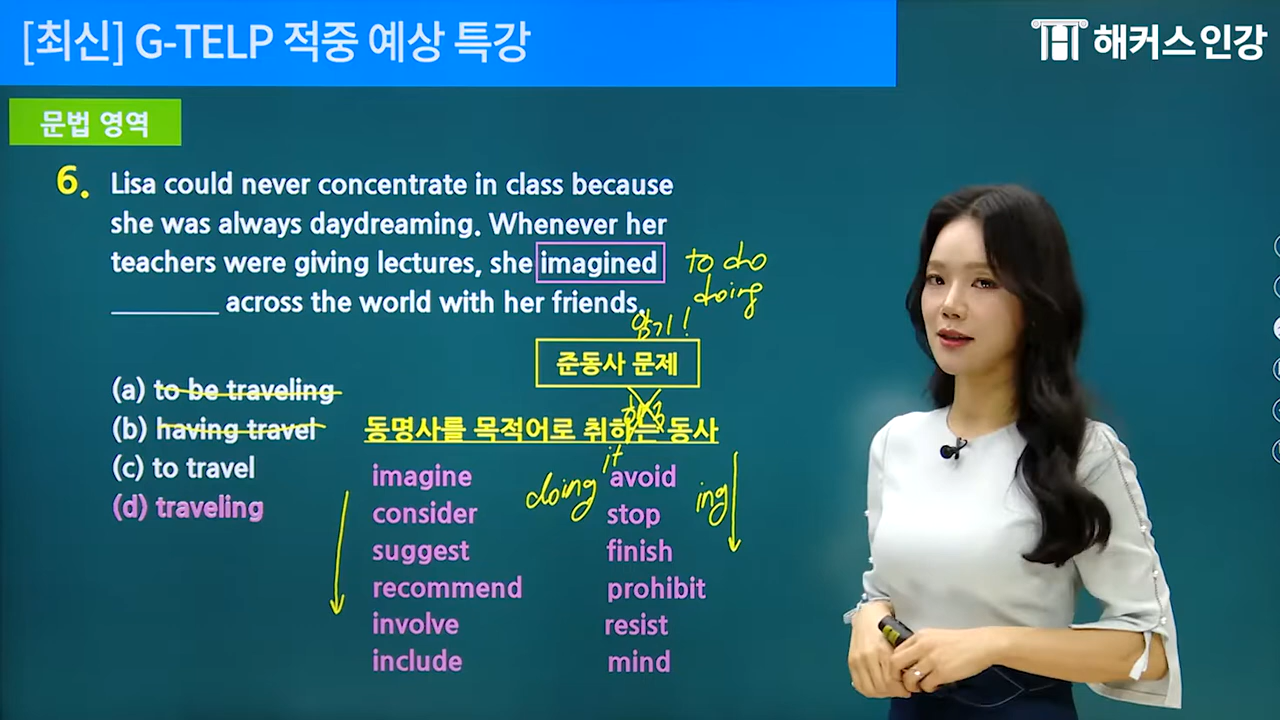 [최신] G-TELP 적중 예상 특강
해커스인강
문법 영역
6. Lisa could never concentrate in class because
she was always daydreaming. Whenever her
teachers were giving lectures, she imagined
to do
doing
________ across the world with her friends.
암기!
준동사 문제
(a) to be traveling
(b) having travel
(c) to travel
(d) traveling
동명사를 목적어로 취하는 동사
it
imagine
avoid
doing
ing
consider
stop
suggest
finish
recommend
prohibit
involve
resist
include
mind